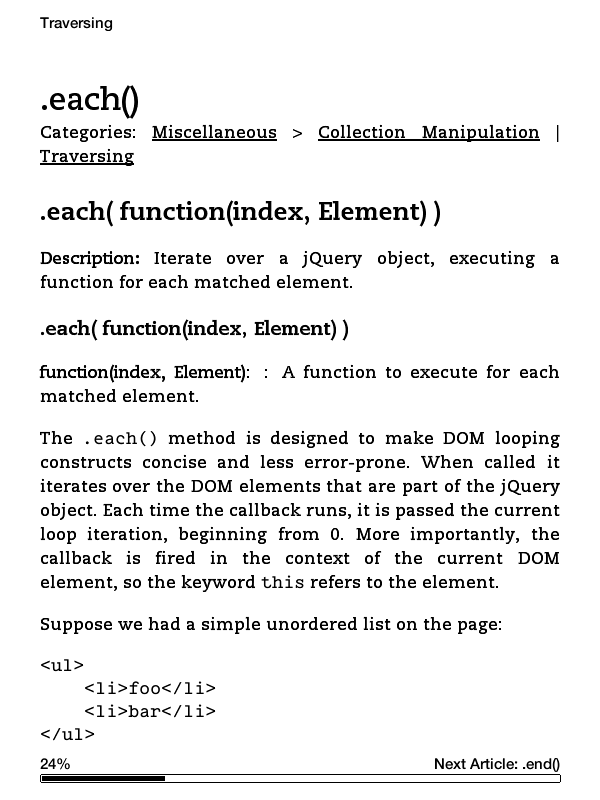 Traversing
.each()
Categories: Miscellaneous > Collection Manipulation |
Traversing
.each( function(index, Element) )
Description: Iterate over a jQuery object, executing a
function for each matched element.
.each( function(index, Element) )
function(index, Element): : A function to execute for each
matched element.
The .each() method is designed to make DOM looping
constructs concise and less error-prone. When called it
iterates over the DOM elements that are part of the jQuery
object. Each time the callback runs, it is passed the current
loop iteration, beginning from 0. More importantly, the
callback is fired in the context of the current DOM
element, so the keyword this refers to the element.
Suppose we had a simple unordered list on the page:
<ul>
    <li>foo</li>
    <li>bar</li>
</ul>
24% Next Article: .end()